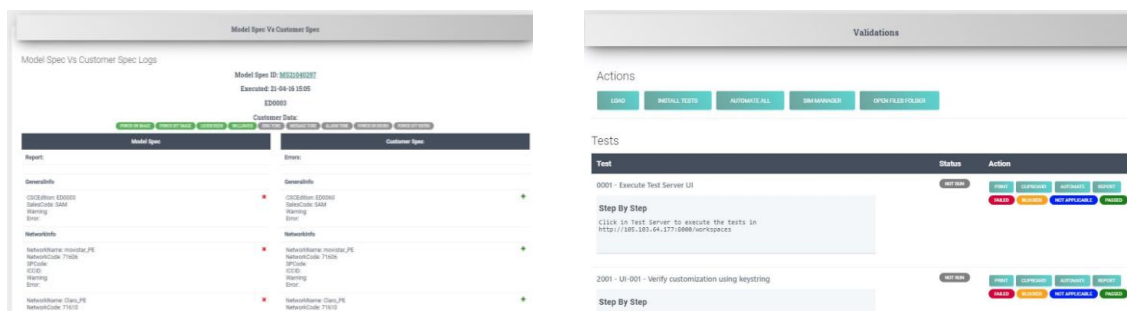 Model Spec Vs Customer Spec
Model Spec Vs Customer Spec Logs
Model Spec ID: MS21040287
Executed: 21-04-16 15:05
ED0003
Customer Data:
Model Spec
Customer Spec
Report:
Errors:
GeneralInfo
GeneralInfo
CSCEdition: ED0003
SalesCode: SAM
Warning:
Error:
CSCEdition: ED0060
SalesCode: SAM
Warning:
Error:
NetworkInfo
NetworkInfo
NetworkName: movistar_PE
NetworkCode: 71606
SPCode:
ICCID:
Warning:
Error:
NetworkName: movistar_PE
NetworkCode: 71606
SPCode:
ICCID:
Warning:
Error:
NetworkName: Claro_PE
NetworkCode: 71610
NetworkName: Claro_PE
NetworkCode: 71610
Validations
Actions
LOAD INSTALL TESTS AUTOMATE ALL SIM MANAGER OPEN FILES FOLDER
Tests
Test Status Action
0001 - Execute Test Server UI NOT RUN PRINT CLIPBOARD AUTOMATE REPORT
FAILED BLOCKED NOT APPLICABLE PASSED
Step By Step
Click in Test Server to execute the tests in
http://105.103.64.177:5000/workspaces
2001 - UI-001 - Verify customization using keystring NOT RUN PRINT CLIPBOARD AUTOMATE REPORT
FAILED BLOCKED NOT APPLICABLE PASSED
Step By Step